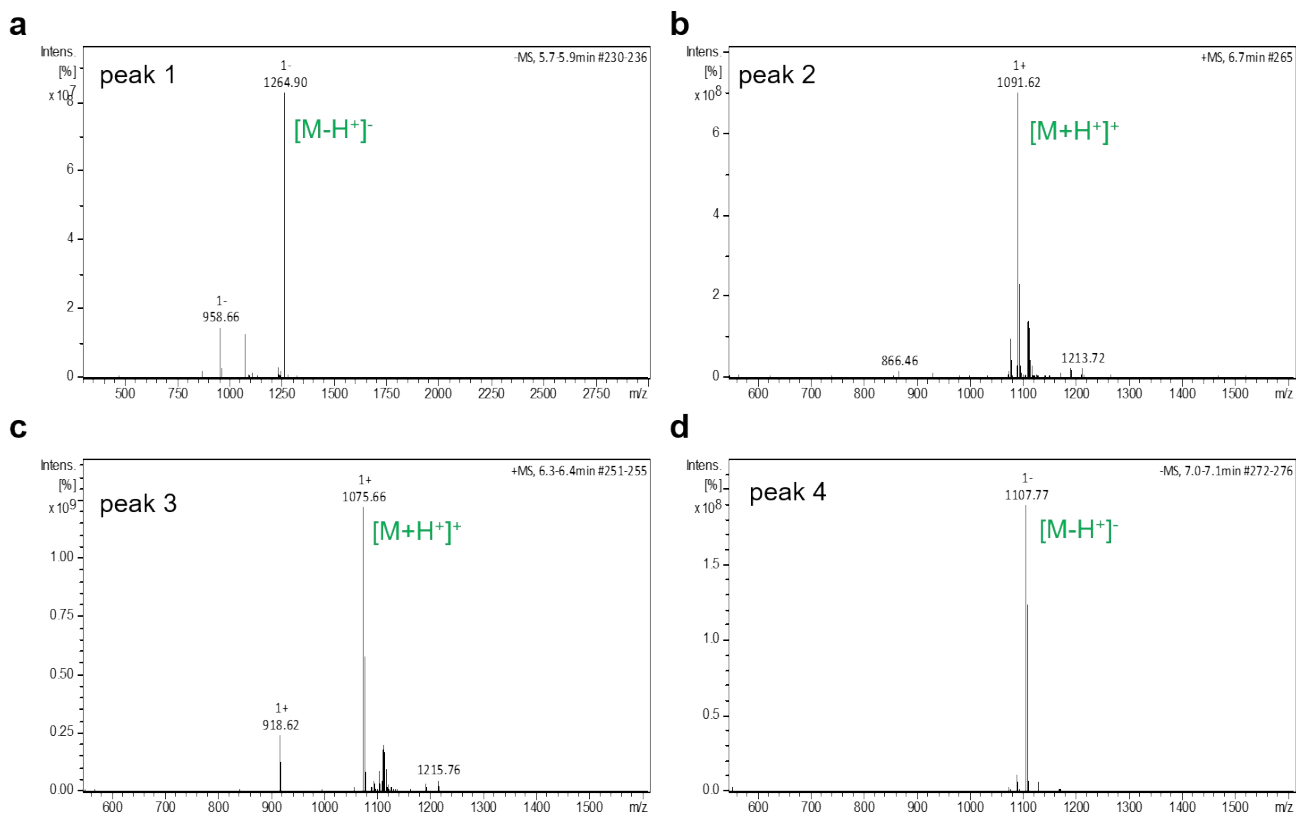 a
Intens.
[%]
x 10^7
peak 1
-MS, 5.7-5.9min #230-236
1-
1264.90
[M-H⁺]⁻
1-
958.66
8
6
4
2
0
500 750 1000 1250 1500 1750 2000 2250 2500 2750 m/z
b
Intens.
[%]
x 10^8
peak 2
+MS, 6.7min #265
1+
1091.62
[M+H⁺]⁺
866.46
1213.72
6
4
2
0
600 800 900 1000 1100 1200 1300 1400 1500 m/z
c
Intens.
[%]
x 10^9
peak 3
+MS, 6.3-6.4min #251-255
1+
1075.66
[M+H⁺]⁺
1+
918.62
1215.76
1.00
0.75
0.50
0.25
0.00
600 700 800 900 1000 1100 1200 1300 1400 1500 m/z
d
Intens.
[%]
x 10^8
peak 4
-MS, 7.0-7.1min #272-276
1-
1107.77
[M-H⁺]⁻
1.5
1.0
0.5
0.0
600 800 900 1000 1100 1200 1300 1400 1500 m/z